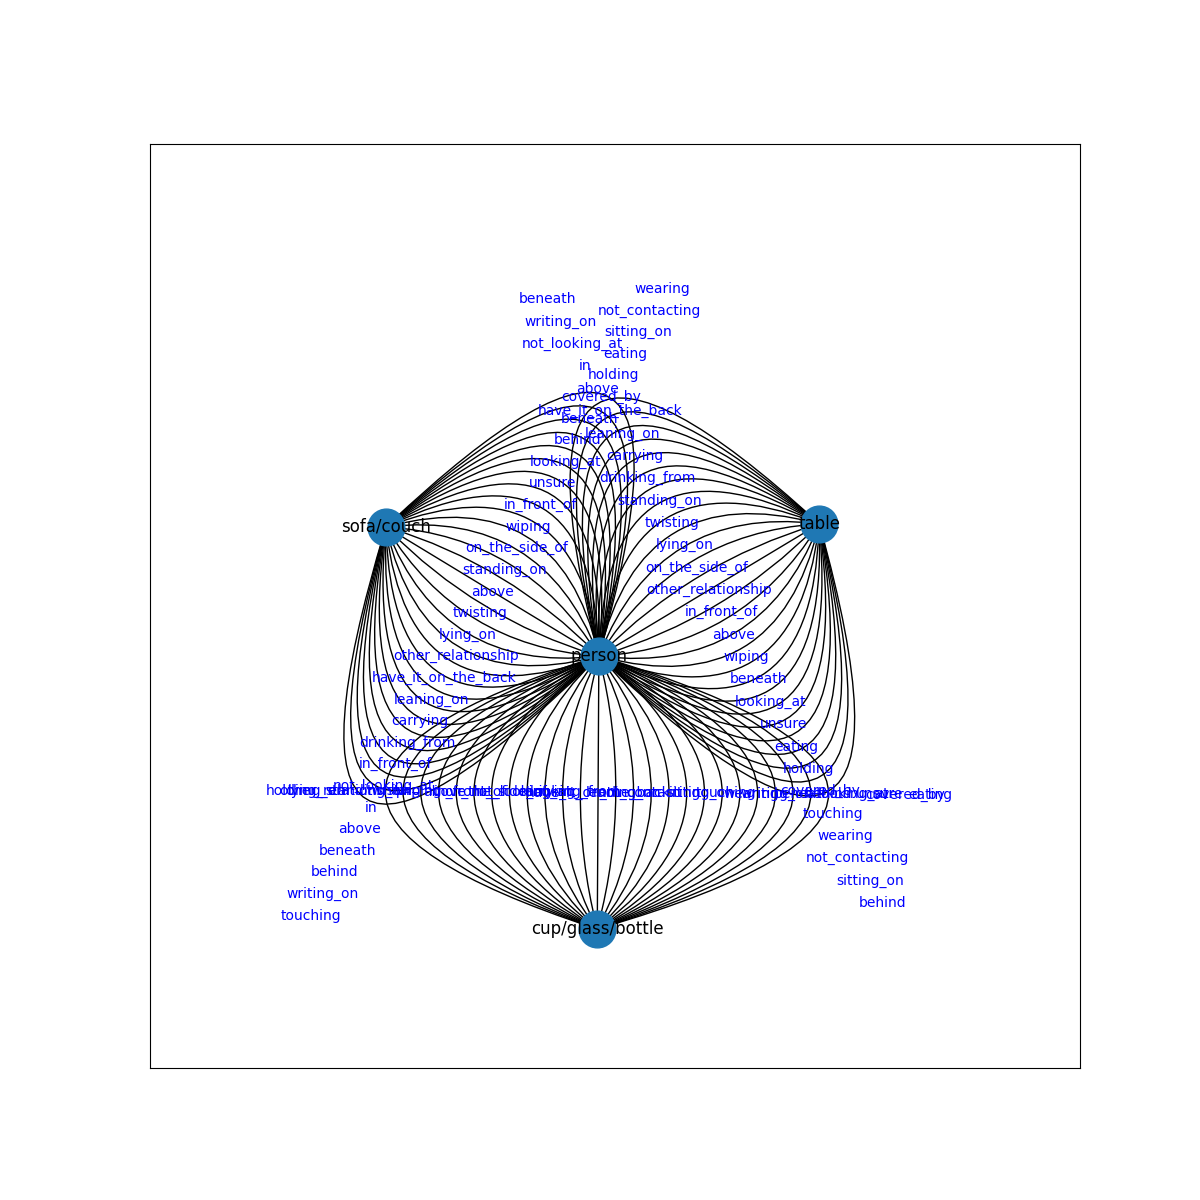 wearing
beneath
not_contacting
writing_on
sitting_on
not_looking_at
eating
in
holding
above
covered_by
have_it_on_the_back
beneath
leaning_on
behind
carrying
looking_at
drinking_from
unsure
standing_on
in_front_of
twisting
wiping
sofa/couch
table
lying_on
on_the_side_of
on_the_side_of
standing_on
other_relationship
above
in_front_of
twisting
above
lying_on
person
other_relationship
wiping
have_it_on_the_back
beneath
leaning_on
looking_at
carrying
unsure
drinking_from
eating
in_front_of
holding
not_looking_at
in
touching
above
wearing
beneath
not_contacting
behind
sitting_on
writing_on
behind
touching
cup/glass/bottle